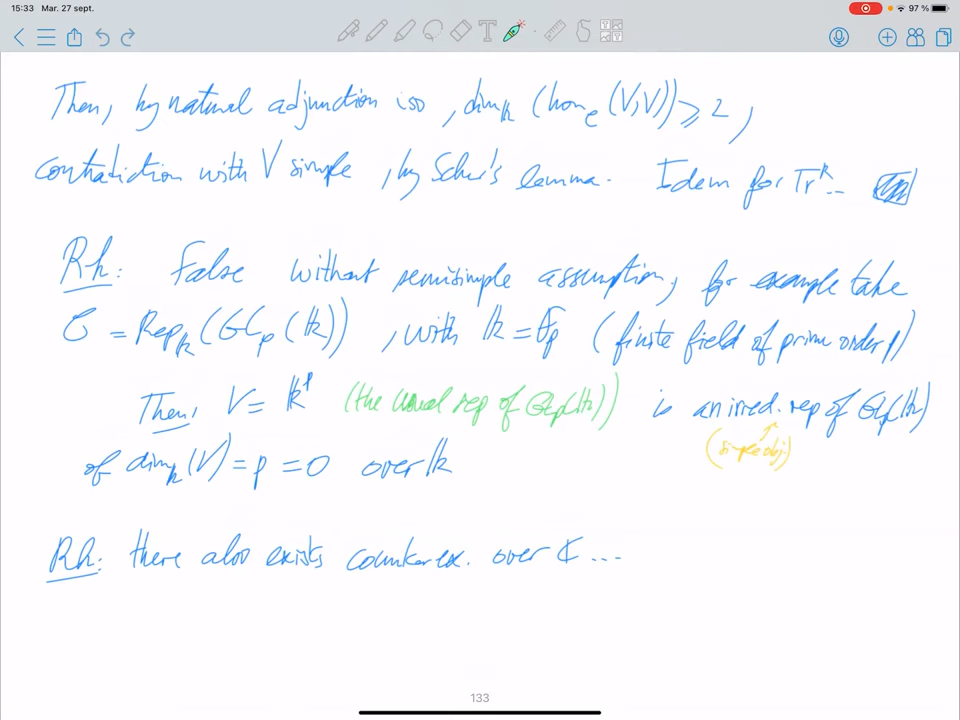 15:33 Mar. 27 sept. 97 %
Then, by natural adjunction iso, dim_k (hom_C (V,V)) ⩾ 2,
contradiction with V simple, by Schur's lemma. Idem for Tr^R.
Rk: False without semisimple assumption, for example take
C = Rep_k (GL_p (k)), with k = F_p (finite field of prime order p)
Then, V = k^p (the usual rep of GL_p(k)) is an irred. rep of GL_p(k)
(simple obj.)
of dim_k (V) = p = 0 over k
Rk: there also exists counter ex. over ₵ ...
133